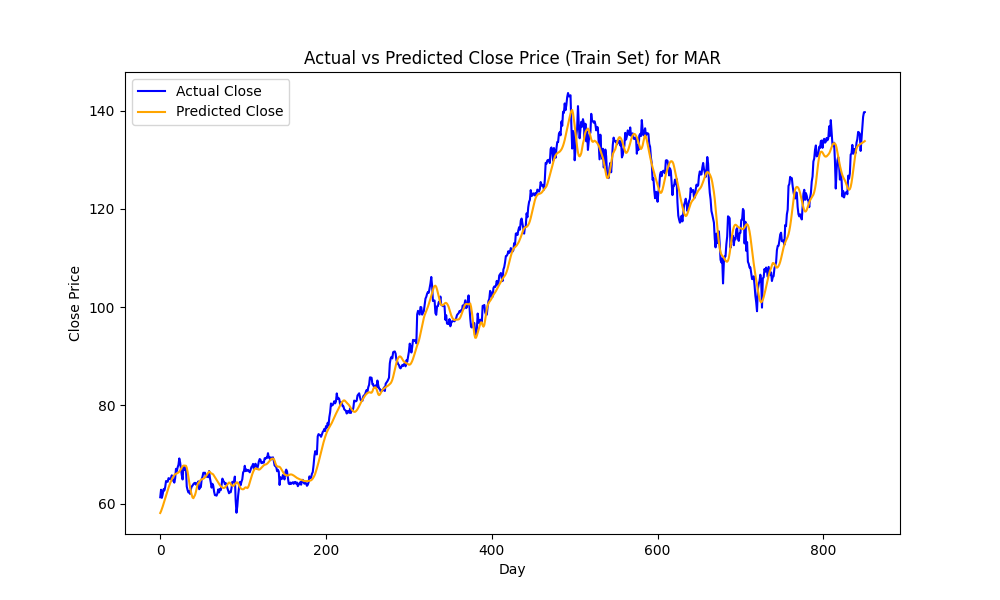 Actual vs Predicted Close Price (Train Set) for MAR
Actual Close
Predicted Close
140
120
100
80
60
Close Price
0 200 400 600 800
Day